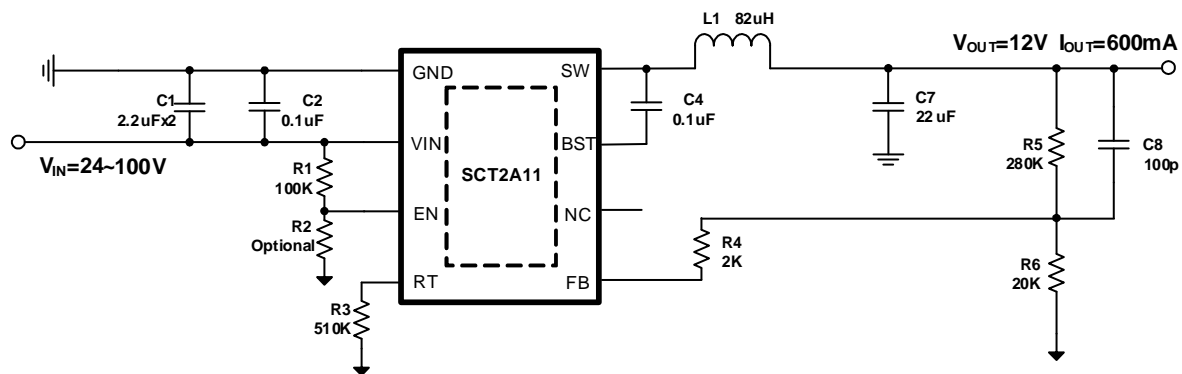 L1 82uH
VOUT=12V IOUT=600mA
GND
SW
C1
2.2uFx2
C2
0.1uF
C4
0.1uF
C7
22uF
R5
280K
C8
100p
VIN=24~100V
VIN
BST
R1
100K
SCT2A11
EN
NC
R2
Optional
R4
2K
RT
FB
R3
510K
R6
20K